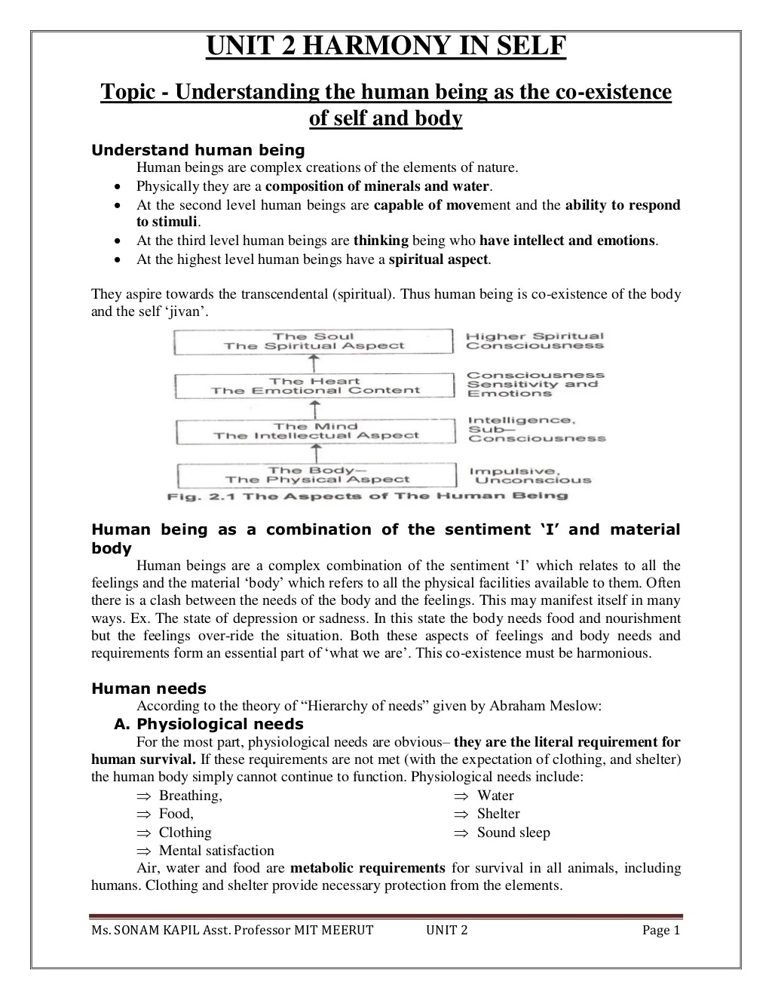 UNIT 2 HARMONY IN SELF
Topic - Understanding the human being as the co-existence
of self and body
Understand human being
Human beings are complex creations of the elements of nature.
• Physically they are a composition of minerals and water.
• At the second level human beings are capable of movement and the ability to respond
to stimuli.
• At the third level human beings are thinking being who have intellect and emotions.
• At the highest level human beings have a spiritual aspect.
They aspire towards the transcendental (spiritual). Thus human being is co-existence of the body
and the self ‘jivan’.
The Soul
The Spiritual Aspect
Higher Spiritual
Consciousness
The Heart
The Emotional Content
Consciousness
Sensitivity and
Emotions
The Mind
The Intellectual Aspect
Intelligence,
Sub—
Consciousness
The Body—
The Physical Aspect
Impulsive,
Unconscious
Fig. 2.1 The Aspects of The Human Being
Human being as a combination of the sentiment ‘I’ and material
body
Human beings are a complex combination of the sentiment ‘I’ which relates to all the
feelings and the material ‘body’ which refers to all the physical facilities available to them. Often
there is a clash between the needs of the body and the feelings. This may manifest itself in many
ways. Ex. The state of depression or sadness. In this state the body needs food and nourishment
but the feelings over-ride the situation. Both these aspects of feelings and body needs and
requirements form an essential part of ‘what we are’. This co-existence must be harmonious.
Human needs
According to the theory of “Hierarchy of needs” given by Abraham Meslow:
A. Physiological needs
For the most part, physiological needs are obvious– they are the literal requirement for
human survival. If these requirements are not met (with the expectation of clothing, and shelter)
the human body simply cannot continue to function. Physiological needs include:
⇒ Breathing,
⇒ Food,
⇒ Clothing
⇒ Mental satisfaction
⇒ Water
⇒ Shelter
⇒ Sound sleep
Air, water and food are metabolic requirements for survival in all animals, including
humans. Clothing and shelter provide necessary protection from the elements.
Ms. SONAM KAPIL Asst. Professor MIT MEERUT UNIT 2 Page 1